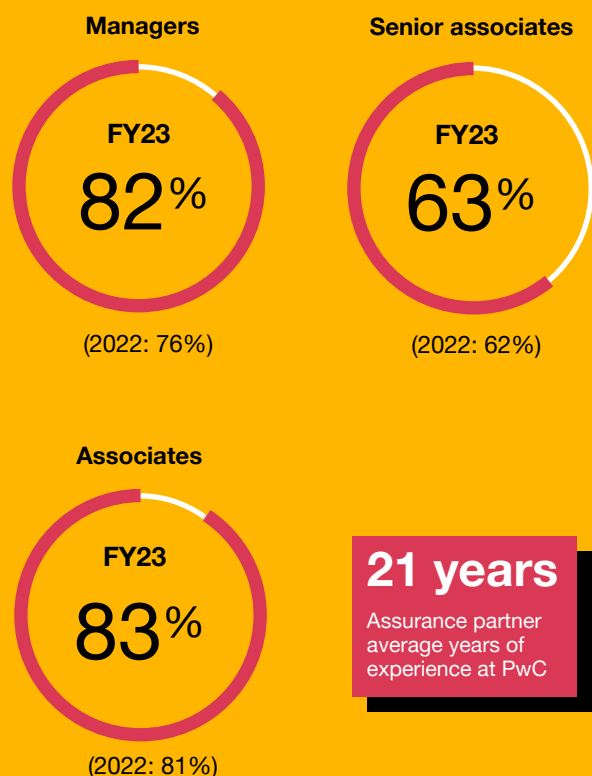 Managers
FY23
82%
(2022: 76%)
Senior associates
FY23
63%
(2022: 62%)
Associates
FY23
83%
(2022: 81%)
21 years
Assurance partner
average years of
experience at PwC